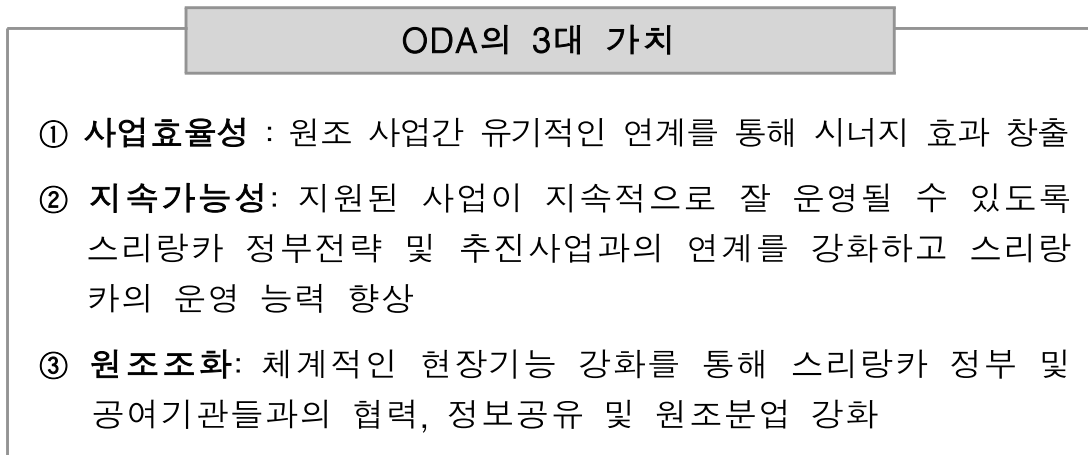 ODA의 3대 가치
① 사업효율성 : 원조 사업간 유기적인 연계를 통해 시너지 효과 창출
② 지속가능성: 지원된 사업이 지속적으로 잘 운영될 수 있도록
스리랑카 정부전략 및 추진사업과의 연계를 강화하고 스리랑
카의 운영 능력 향상
③ 원조조화: 체계적인 현장기능 강화를 통해 스리랑카 정부 및
공여기관들과의 협력, 정보공유 및 원조분업 강화